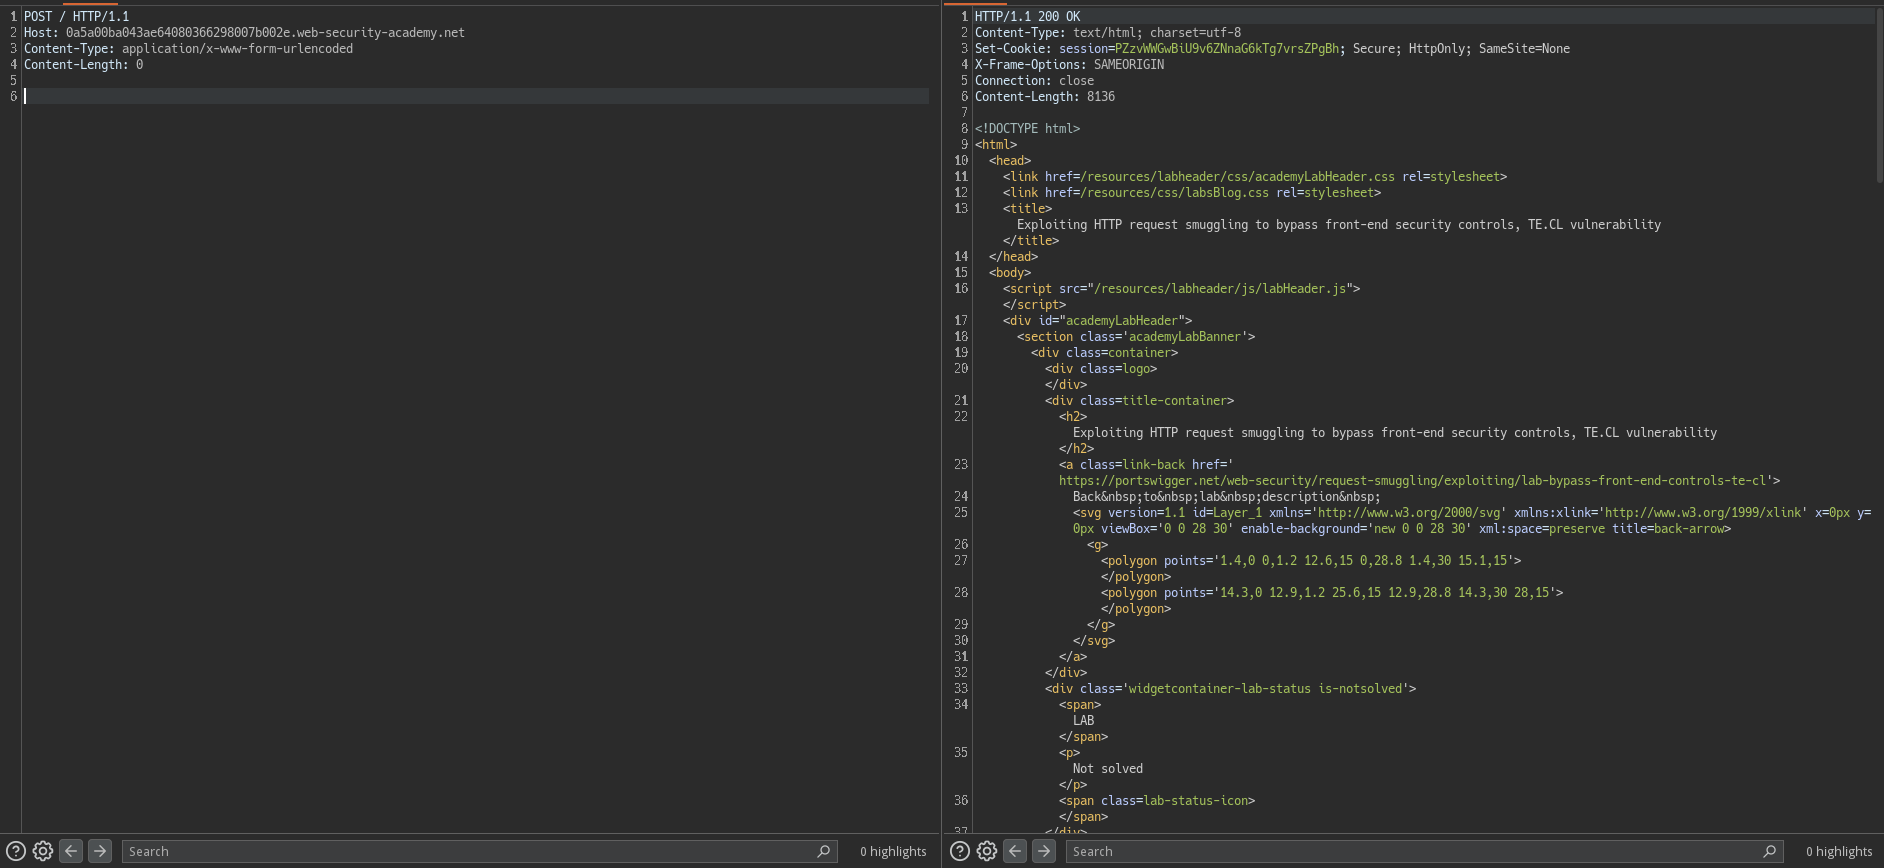 1 POST / HTTP/1.1
2 Host: 0a5a00ba043ae64080366298007b002e.web-security-academy.net
3 Content-Type: application/x-www-form-urlencoded
4 Content-Length: 0
5
6
Search
0 highlights
1 HTTP/1.1 200 OK
2 Content-Type: text/html; charset=utf-8
3 Set-Cookie: session=PZzvWWGwBiU9v6ZNnaG6kTg7vrsZPgBh; Secure; HttpOnly; SameSite=None
4 X-Frame-Options: SAMEORIGIN
5 Connection: close
6 Content-Length: 8136
7
8 <!DOCTYPE html>
9 <html>
10 <head>
11 <link href=/resources/labheader/css/academyLabHeader.css rel=stylesheet>
12 <link href=/resources/css/labsBlog.css rel=stylesheet>
13 <title>
Exploiting HTTP request smuggling to bypass front-end security controls, TE.CL vulnerability
</title>
14 </head>
15 <body>
16 <script src="/resources/labheader/js/labHeader.js">
</script>
17 <div id="academyLabHeader">
18 <section class='academyLabBanner'>
19 <div class=container>
20 <div class=logo>
</div>
21 <div class=title-container>
22 <h2>
Exploiting HTTP request smuggling to bypass front-end security controls, TE.CL vulnerability
</h2>
23 <a class=link-back href='
https://portswigger.net/web-security/request-smuggling/exploiting/lab-bypass-front-end-controls-te-cl'>
24 Back&nbsp;to&nbsp;lab&nbsp;description&nbsp;
25 <svg version=1.1 id=Layer_1 xmlns='http://www.w3.org/2000/svg' xmlns:xlink='http://www.w3.org/1999/xlink' x=0px y=
0px viewBox='0 0 28 30' enable-background='new 0 0 28 30' xml:space=preserve title=back-arrow>
26 <g>
27 <polygon points='1.4,0 0,1.2 12.6,15 0,28.8 1.4,30 15.1,15'>
</polygon>
28 <polygon points='14.3,0 12.9,1.2 25.6,15 12.9,28.8 14.3,30 28,15'>
</polygon>
29 </g>
30 </svg>
31 </a>
32 </div>
33 <div class='widgetcontainer-lab-status is-notsolved'>
34 <span>
LAB
</span>
35 <p>
Not solved
</p>
36 <span class=lab-status-icon>
</span>
37 </div>
Search
0 highlights